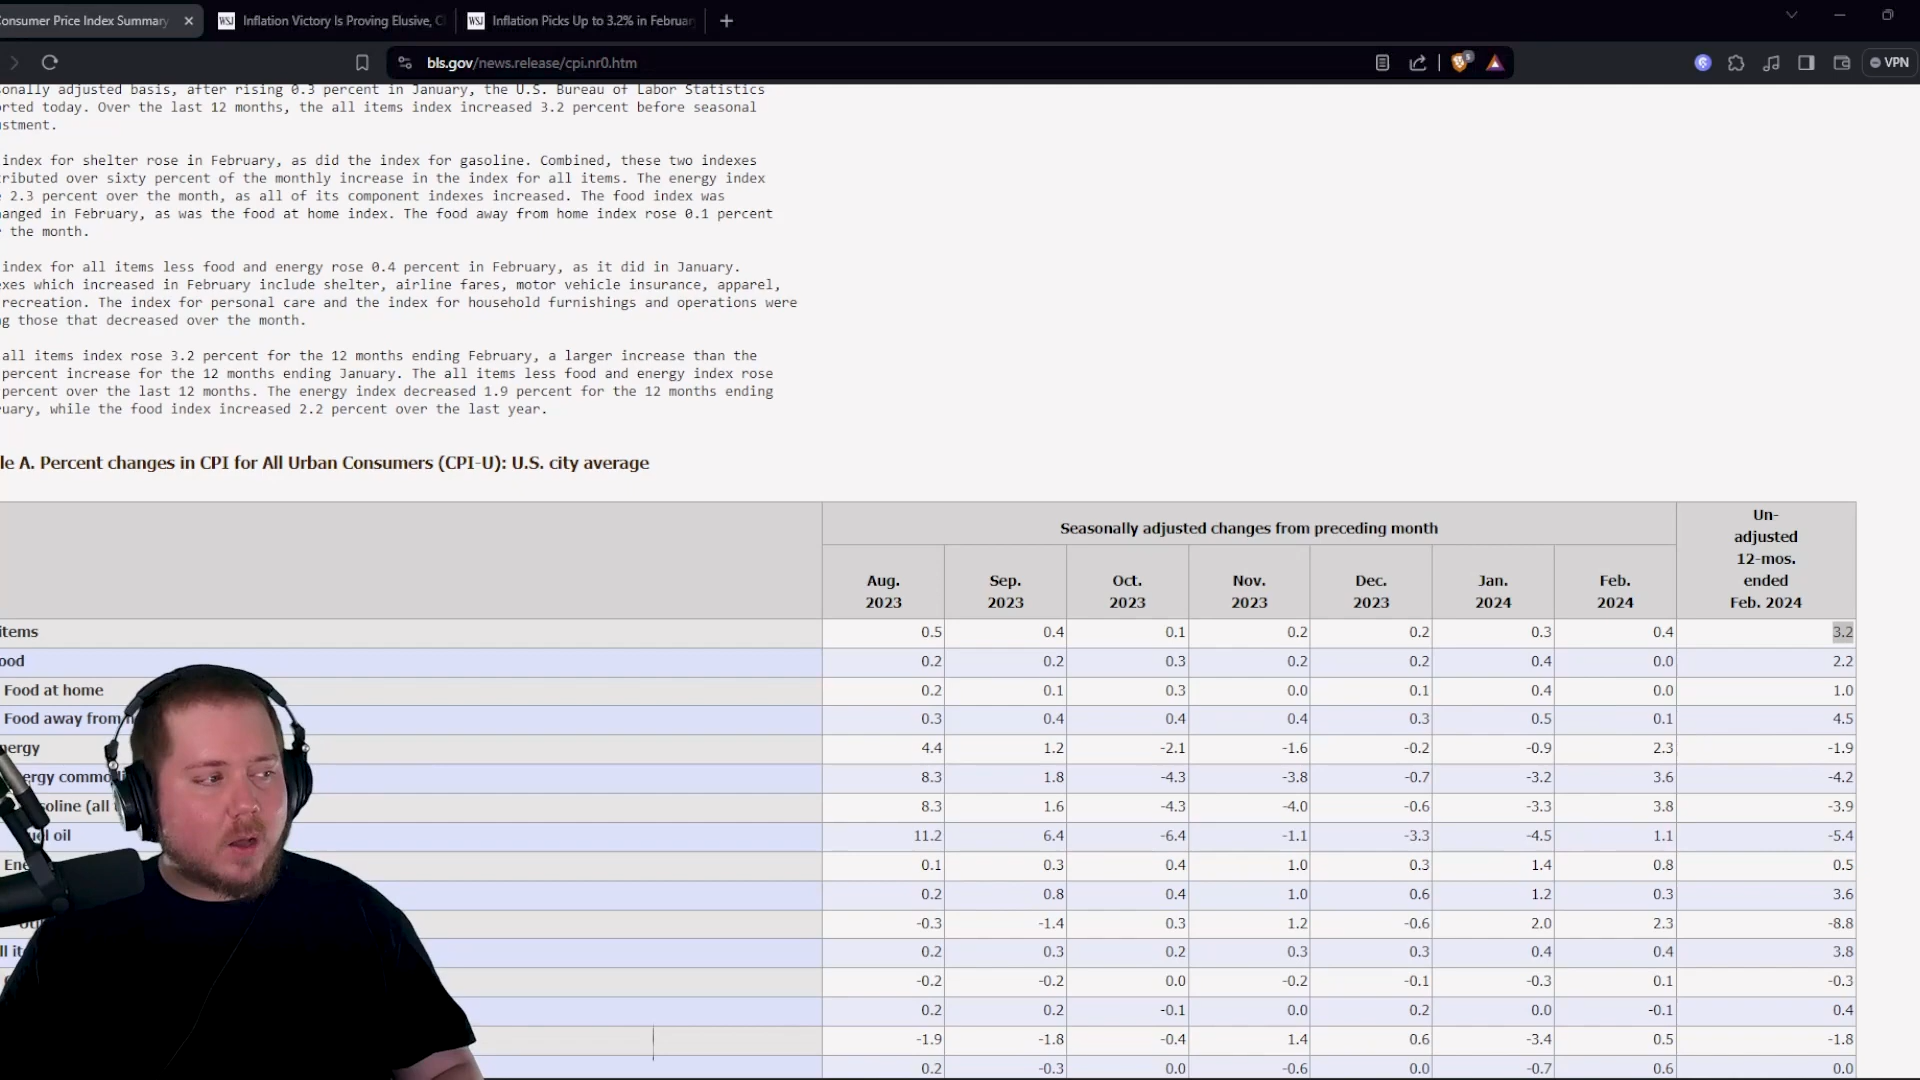 onsumer Price Index Summary
Inflation Victory Is Proving Elusive, C
Inflation Picks Up to 3.2% in Februar
bls.gov/news.release/cpi.nr0.htm
VPN
onally adjusted basis, after rising 0.3 percent in January, the U.S. Bureau of Labor Statistics
orted today. Over the last 12 months, the all items index increased 3.2 percent before seasonal
stment.
index for shelter rose in February, as did the index for gasoline. Combined, these two indexes
tributed over sixty percent of the monthly increase in the index for all items. The energy index
2.3 percent over the month, as all of its component indexes increased. The food index was
anged in February, as was the food at home index. The food away from home index rose 0.1 percent
the month.
index for all items less food and energy rose 0.4 percent in February, as it did in January.
exes which increased in February include shelter, airline fares, motor vehicle insurance, apparel,
recreation. The index for personal care and the index for household furnishings and operations were
g those that decreased over the month.
all items index rose 3.2 percent for the 12 months ending February, a larger increase than the
percent increase for the 12 months ending January. The all items less food and energy index rose
percent over the last 12 months. The energy index decreased 1.9 percent for the 12 months ending
uary, while the food index increased 2.2 percent over the last year.
le A. Percent changes in CPI for All Urban Consumers (CPI-U): U.S. city average
Seasonally adjusted changes from preceding month
Un-
adjusted
12-mos.
ended
Feb. 2024
Aug. 2023 Sep. 2023 Oct. 2023 Nov. 2023 Dec. 2023 Jan. 2024 Feb. 2024
items 0.5 0.4 0.1 0.2 0.2 0.3 0.4 3.2
ood 0.2 0.2 0.3 0.2 0.2 0.4 0.0 2.2
Food at home 0.2 0.1 0.3 0.0 0.1 0.4 0.0 1.0
Food away from 0.3 0.4 0.4 0.4 0.3 0.5 0.1 4.5
nergy 4.4 1.2 -2.1 -1.6 -0.2 -0.9 2.3 -1.9
ergy commodi 8.3 1.8 -4.3 -3.8 -0.7 -3.2 3.6 -4.2
soline (all 8.3 1.6 -4.3 -4.0 -0.6 -3.3 3.8 -3.9
uel oil 11.2 6.4 -6.4 -1.1 -3.3 -4.5 1.1 -5.4
Ene 0.1 0.3 0.4 1.0 0.3 1.4 0.8 0.5
0.2 0.8 0.4 1.0 0.6 1.2 0.3 3.6
-0.3 -1.4 0.3 1.2 -0.6 2.0 2.3 -8.8
ll it 0.2 0.3 0.2 0.3 0.3 0.4 0.4 3.8
-0.2 -0.2 0.0 -0.2 -0.1 -0.3 0.1 -0.3
0.2 0.2 -0.1 0.0 0.2 0.0 -0.1 0.4
-1.9 -1.8 -0.4 1.4 0.6 -3.4 0.5 -1.8
0.2 -0.3 0.0 -0.6 0.0 -0.7 0.6 0.0